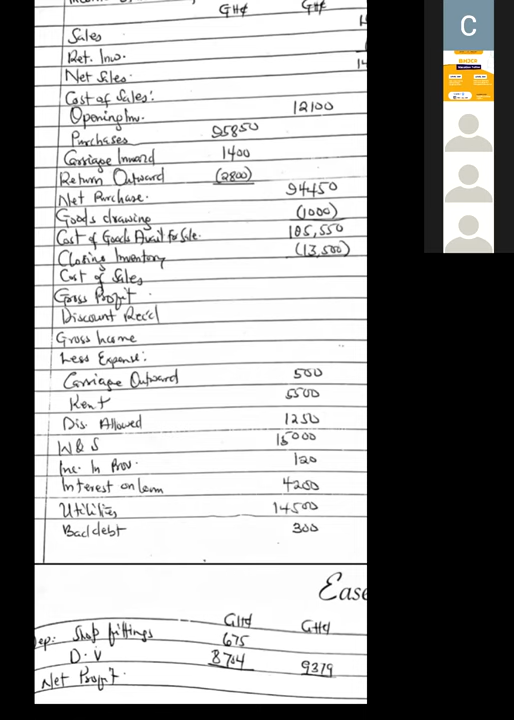 GH¢ GH¢
Sales
Ret. Inw.
Net Sales.
Cost of Sales:
Opening Inv. 12100
Purchases 95850
Carriage Inward 1400
Return Outward (2800)
Net Purchase. 94450
Goods drawing (1000)
Cost of Goods Avail for Sale. 105,550
Closing Inventory (13,500)
Cost of Sales
Gross Profit
Discount Rec'd
Gross Income
Less Expense:
Carriage Outward 500
Rent 5500
Dis. Allowed 1250
W & S 15000
Inc. In Prov. 120
Interest on loan 4200
Utilities 14500
Bad debt 300
Ease
GH¢ GH¢
ep: Shop fittings 675
D. V 8704 9379
Net Profit.
C